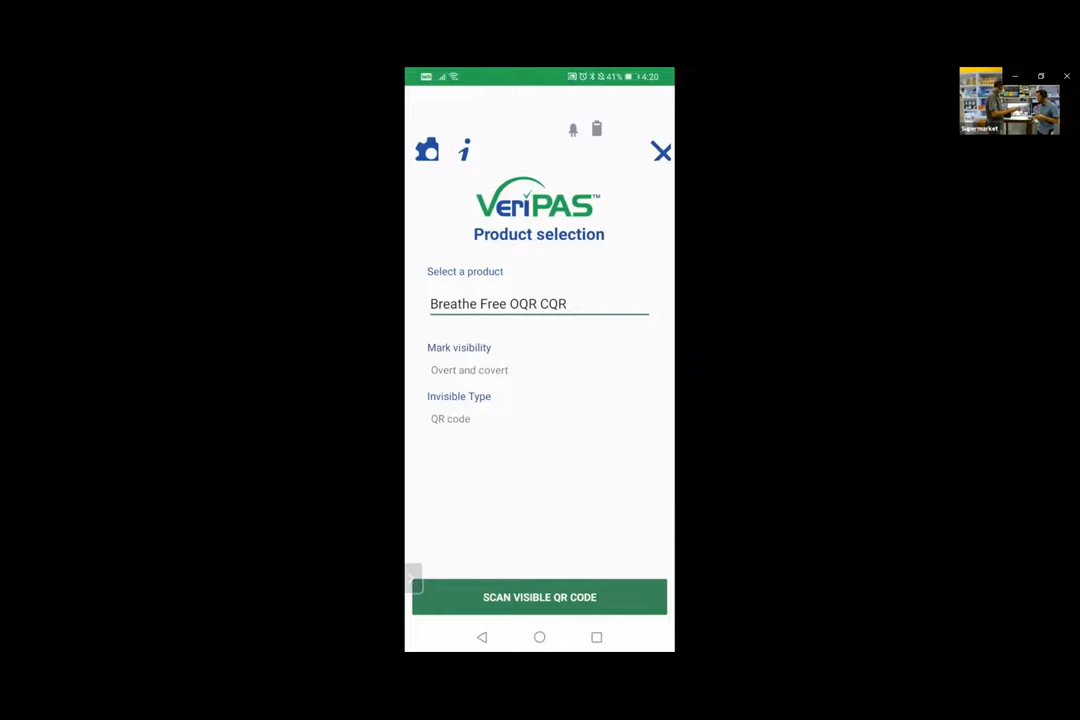 41% 4:20
i
VeriPAS™
Product selection
Select a product
Breathe Free OQR CQR
Mark visibility
Overt and covert
Invisible Type
QR code
SCAN VISIBLE QR CODE
Supermarket